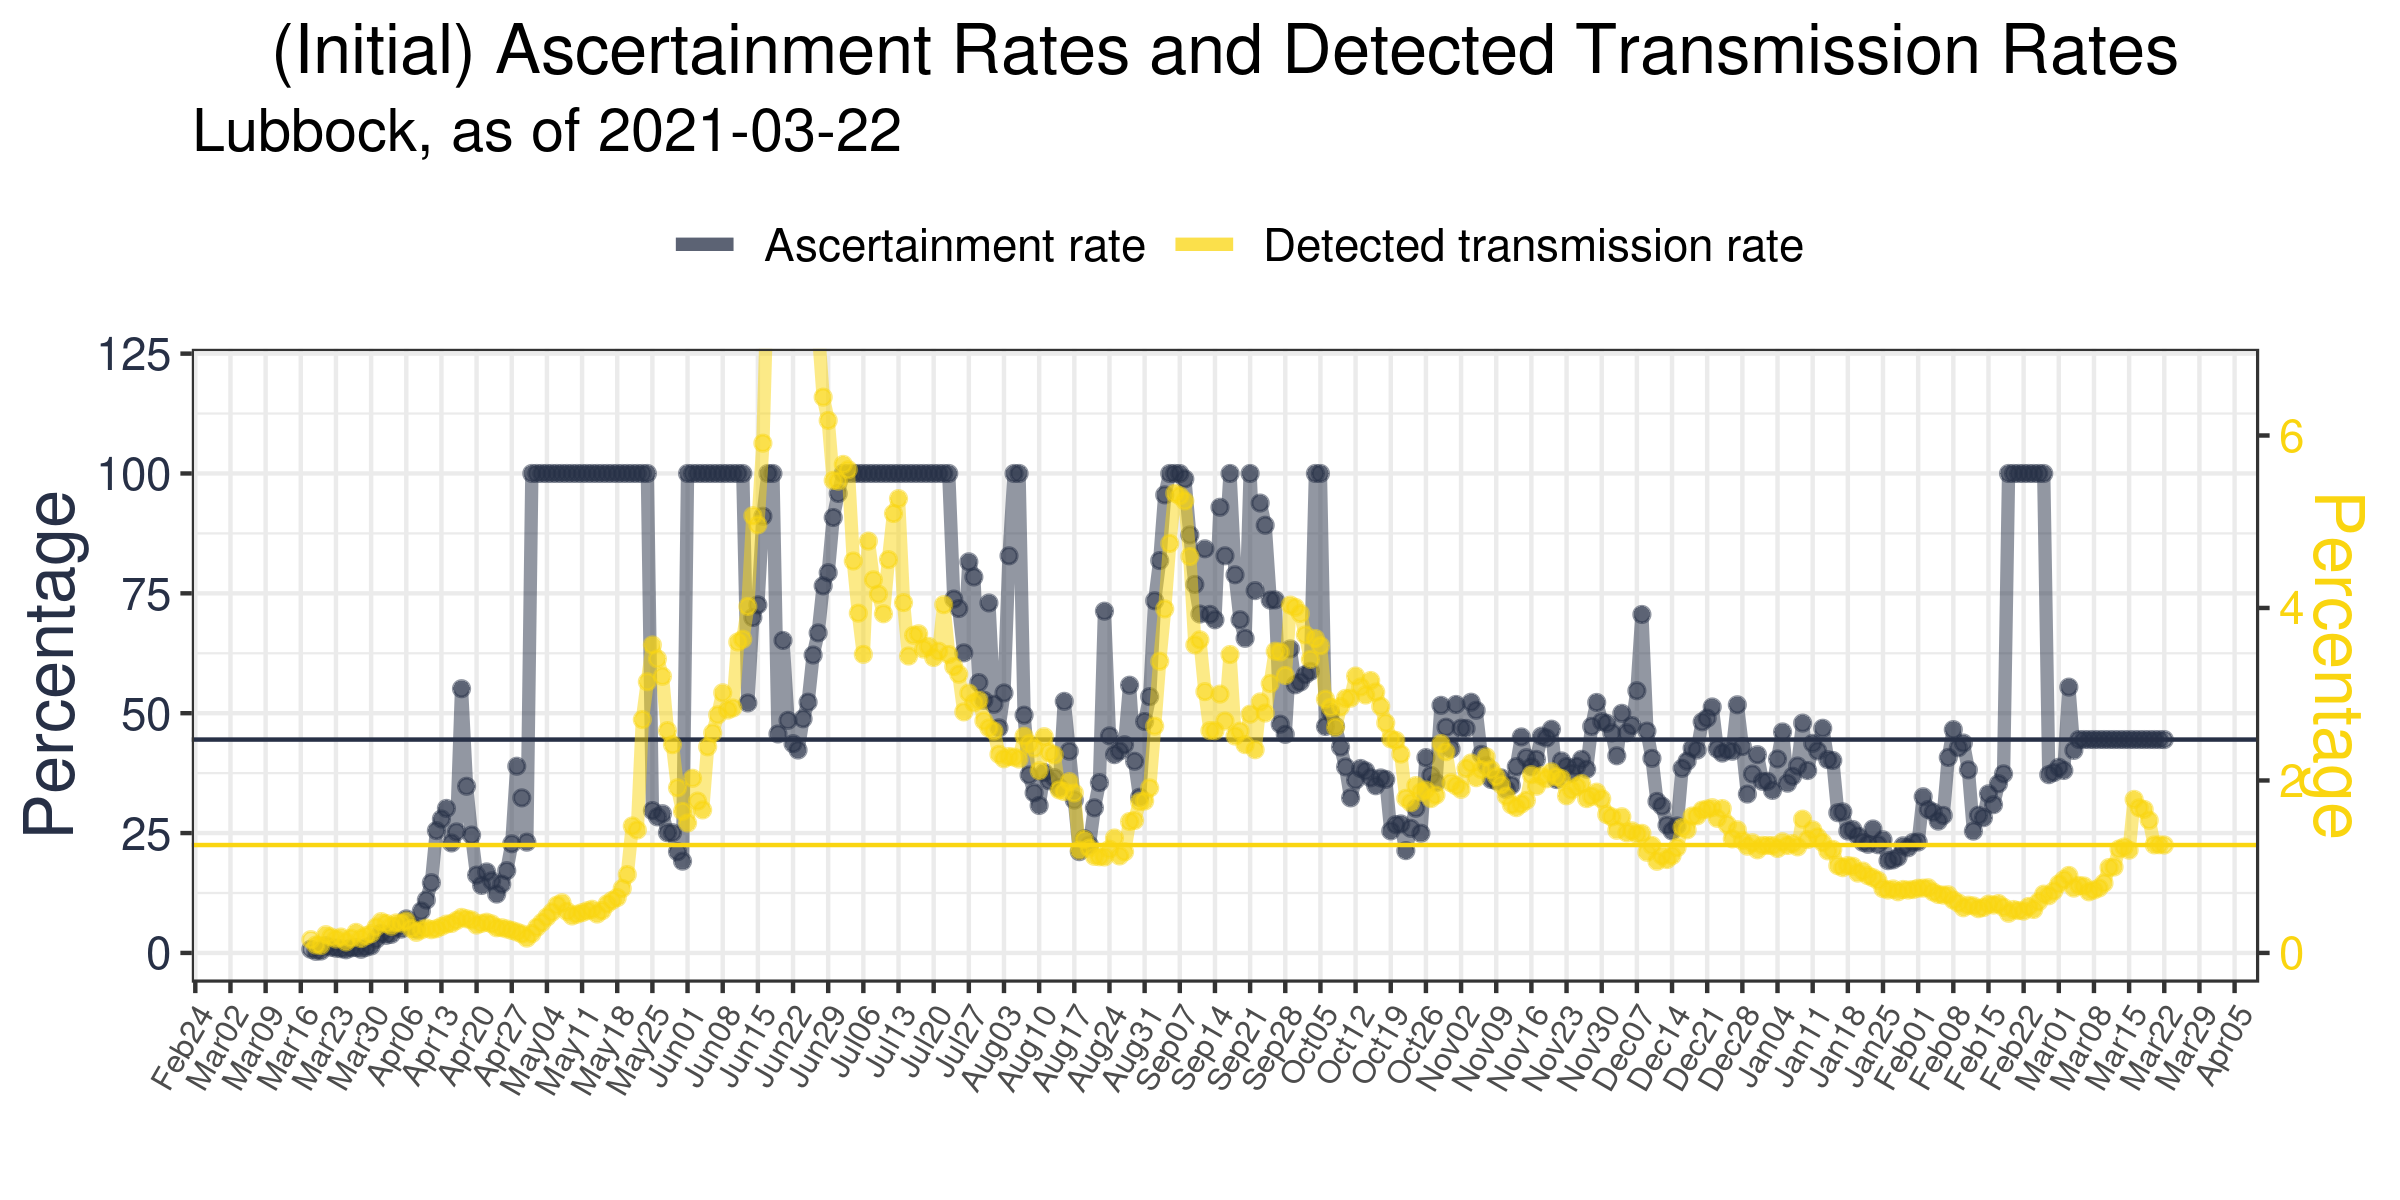 (Initial) Ascertainment Rates and Detected Transmission Rates
Lubbock, as of 2021-03-22
Ascertainment rate
Detected transmission rate
Percentage
125
100
75
50
25
0
6
4
2
0
Percentage
Feb24
Mar02
Mar09
Mar16
Mar23
Mar30
Apr06
Apr13
Apr20
Apr27
May04
May11
May18
May25
Jun01
Jun08
Jun15
Jun22
Jun29
Jul06
Jul13
Jul20
Jul27
Aug03
Aug10
Aug17
Aug24
Aug31
Sep07
Sep14
Sep21
Sep28
Oct05
Oct12
Oct19
Oct26
Nov02
Nov09
Nov16
Nov23
Nov30
Dec07
Dec14
Dec21
Dec28
Jan04
Jan11
Jan18
Jan25
Feb01
Feb08
Feb15
Feb22
Mar01
Mar08
Mar15
Mar22
Mar29
Apr05